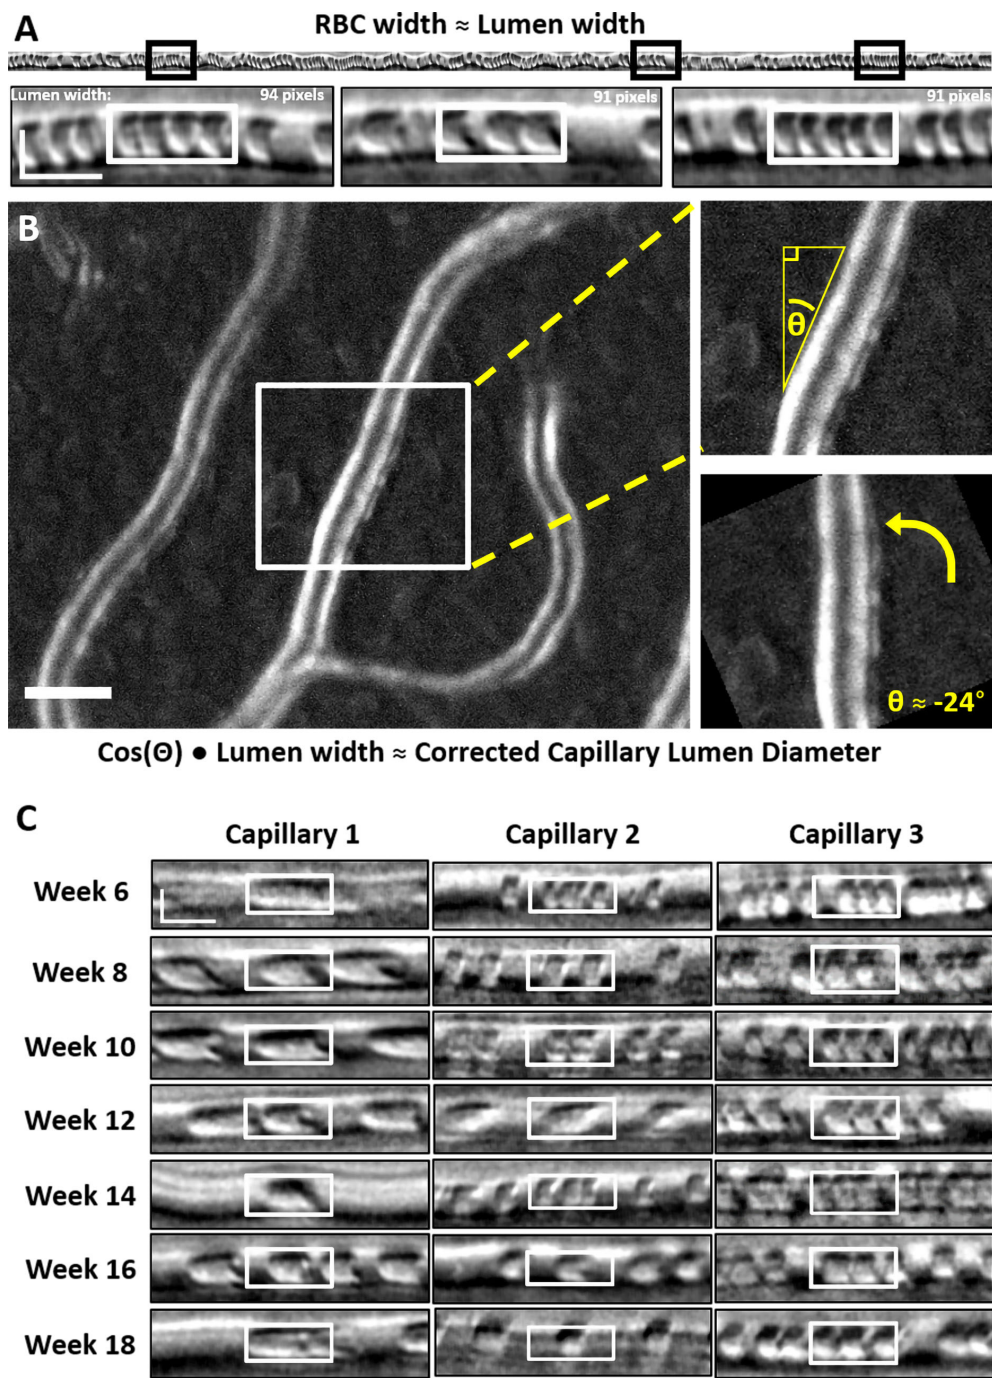 A
RBC width ≈ Lumen width
Lumen width: 94 pixels
91 pixels
91 pixels
B
θ
θ ≈ -24°
Cos(Θ) ● Lumen width ≈ Corrected Capillary Lumen Diameter
C
Capillary 1 Capillary 2 Capillary 3
Week 6
Week 8
Week 10
Week 12
Week 14
Week 16
Week 18